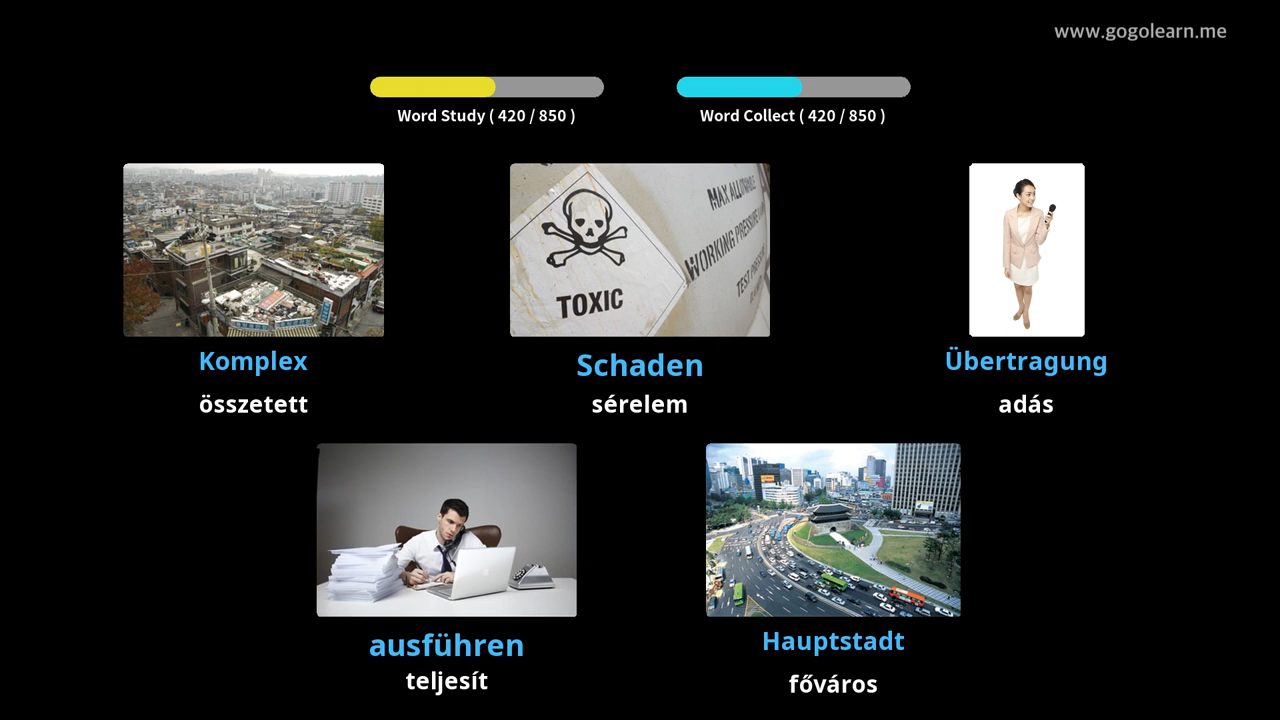 www.gogolearn.me
Word Study ( 420 / 850 )
Word Collect ( 420 / 850 )
TOXIC
MAX ALLOWABLE
WORKING PRESSURE
TEST PRESSURE
Komplex
Schaden
Übertragung
összetett
sérelem
adás
ausführen
Hauptstadt
teljesít
főváros